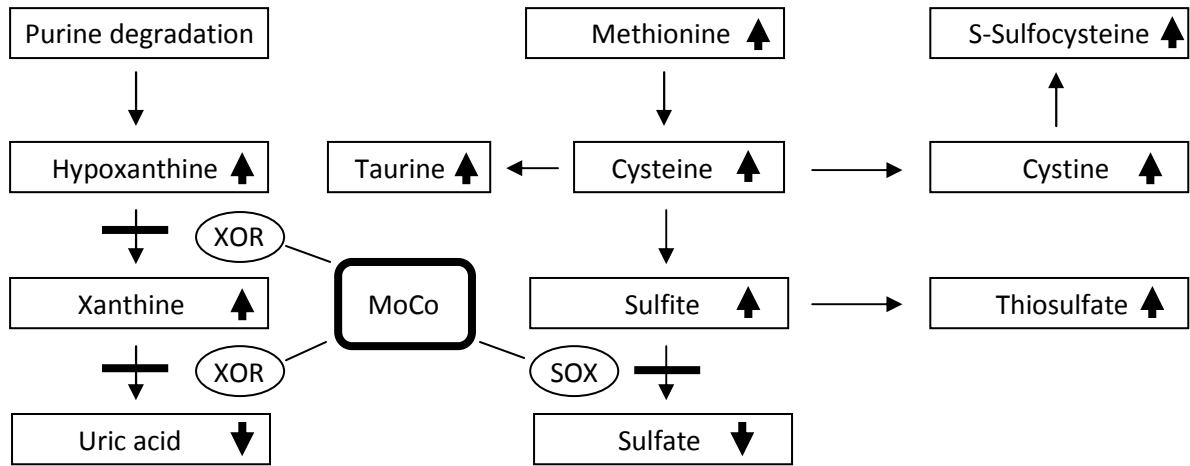 Purine degradation
Methionine
S-Sulfocysteine
Hypoxanthine
Taurine
Cysteine
Cystine
XOR
Xanthine
MoCo
Sulfite
Thiosulfate
XOR
SOX
Uric acid
Sulfate